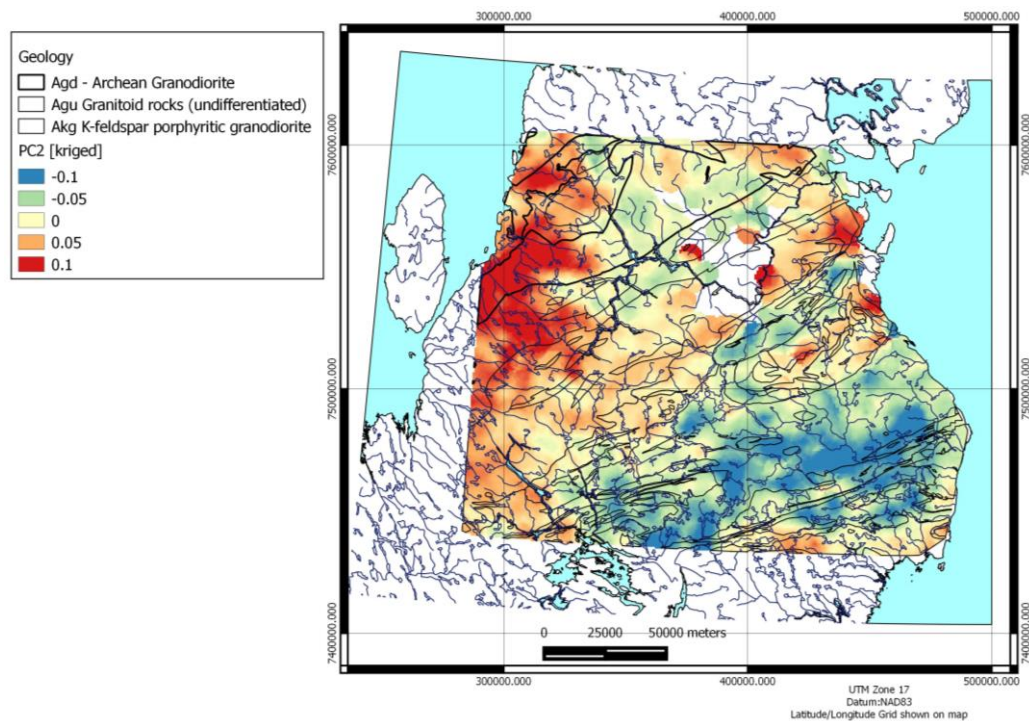 300000.000
400000.000
500000.000
Geology
Agd - Archean Granodiorite
Agu Granitoid rocks (undifferentiated)
Akg K-feldspar porphyritic granodiorite
PC2 [kriged]
-0.1
-0.05
0
0.05
0.1
7600000.000
7600000.000
7500000.000
7500000.000
7400000.000
7400000.000
0 25000 50000 meters
300000.000
400000.000
500000.000
UTM Zone 17
Datum:NAD83
Latitude/Longitude Grid shown on map